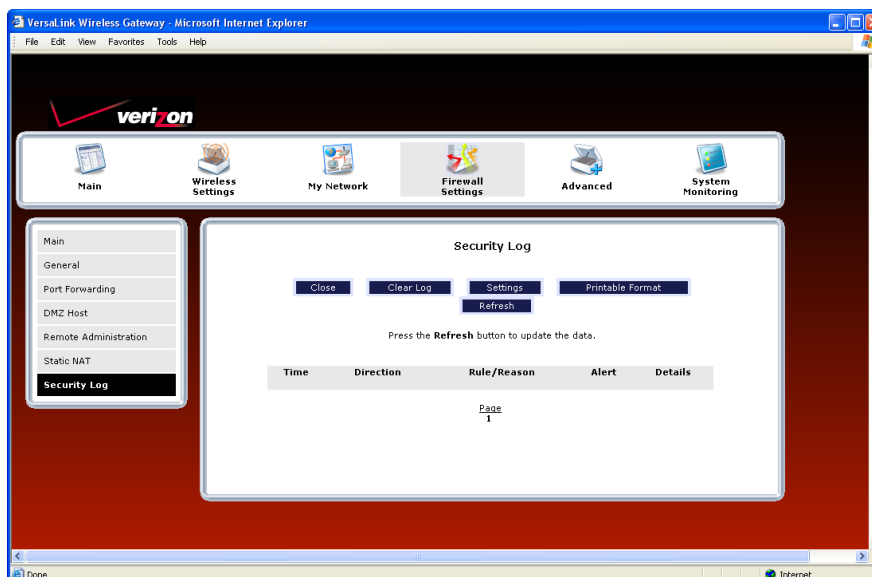 VersaLink Wireless Gateway - Microsoft Internet Explorer
File Edit View Favorites Tools Help
verizon
Main
Wireless
Settings
My Network
Firewall
Settings
Advanced
System
Monitoring
Main
General
Port Forwarding
DMZ Host
Remote Administration
Static NAT
Security Log
Security Log
Close Clear Log Settings Printable Format
Refresh
Press the Refresh button to update the data.
Time Direction Rule/Reason Alert Details
Page
1
Done Internet